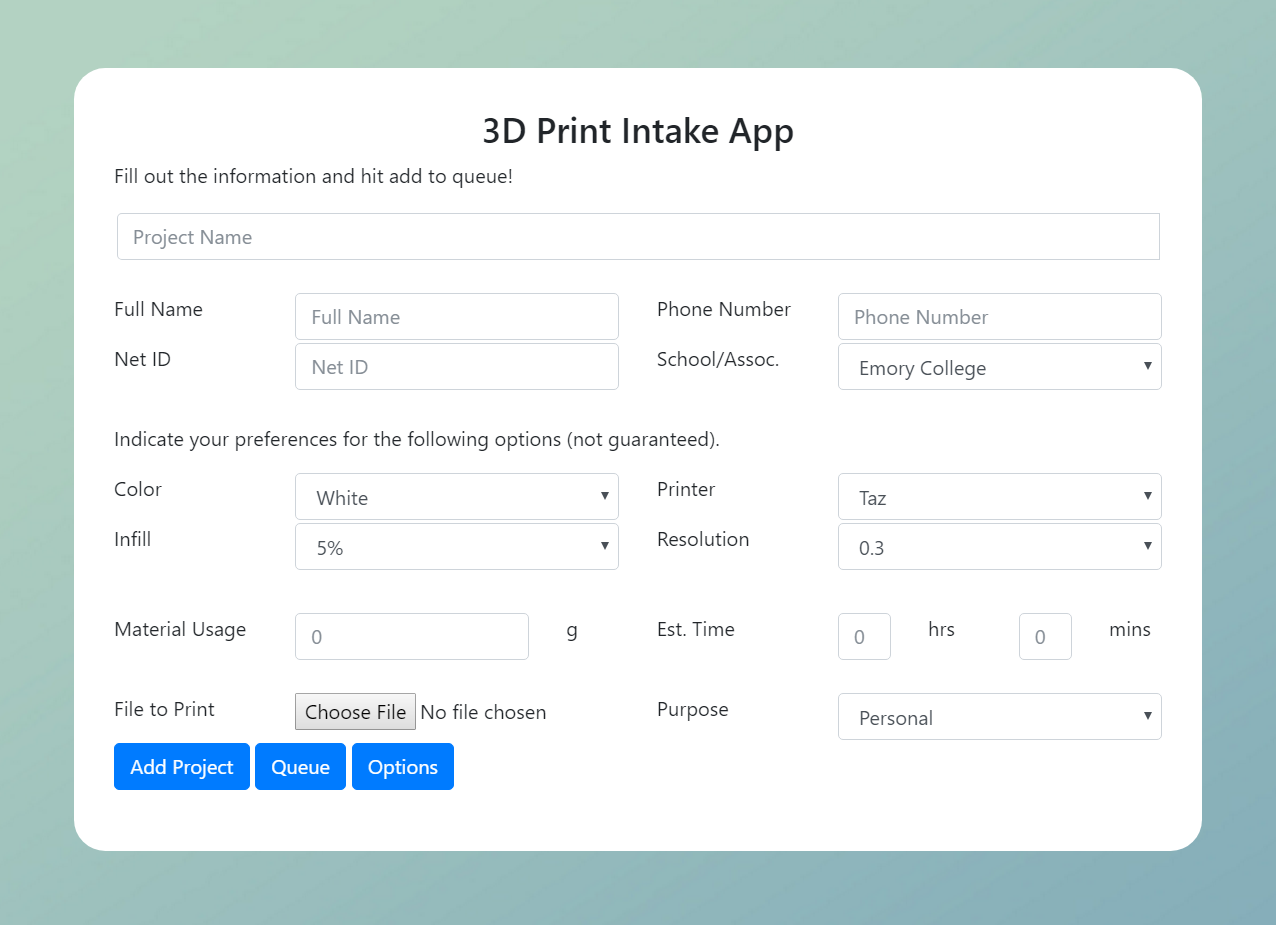 3D Print Intake App
Fill out the information and hit add to queue!
Project Name
Full Name Full Name Phone Number Phone Number
Net ID Net ID School/Assoc. Emory College
Indicate your preferences for the following options (not guaranteed).
Color White Printer Taz
Infill 5% Resolution 0.3
Material Usage 0 g Est. Time 0 hrs 0 mins
File to Print Choose File No file chosen Purpose Personal
Add Project Queue Options